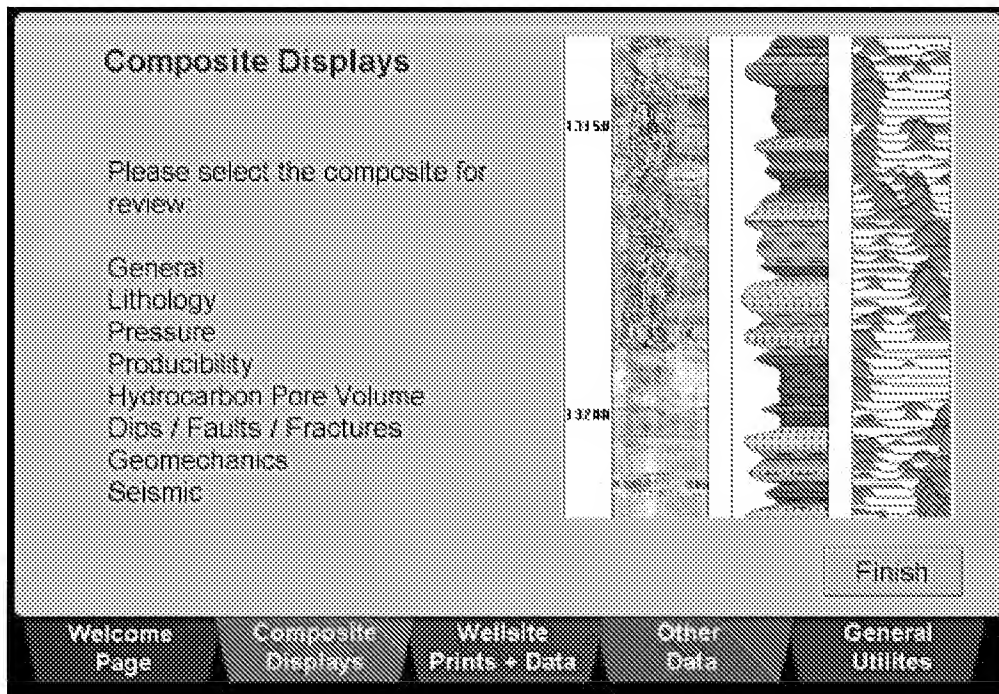 Composite Displays
Please select the composite for
review:
General
Lithology
Pressure
Producibility
Hydrocarbon Pore Volume
Dips / Faults / Fractures
Geomechanics
Seismic
Finish
Welcome
Page
Composite
Displays
Wellsite
Prints + Data
Other
Data
General
Utilites